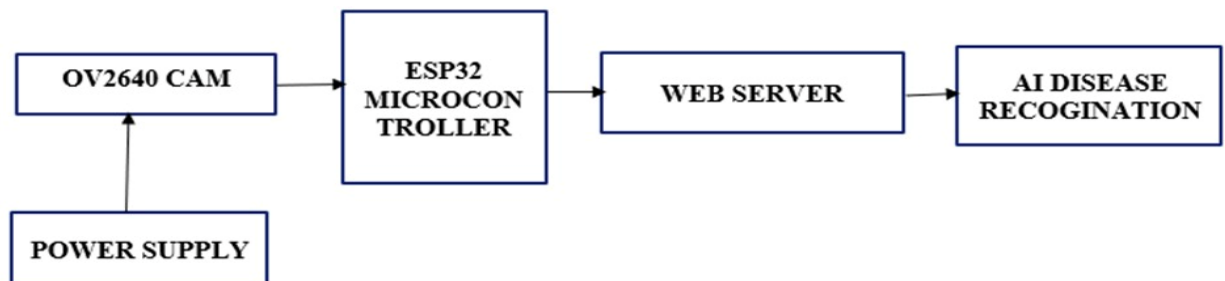 OV2640 CAM
ESP32
MICROCON
TROLLER
WEB SERVER
AI DISEASE
RECOGINATION
POWER SUPPLY